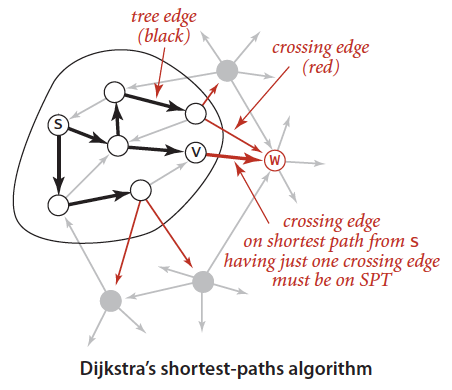 tree edge
(black)
crossing edge
(red)
S
V
W
crossing edge
on shortest path from s
having just one crossing edge
must be on SPT
Dijkstra’s shortest-paths algorithm